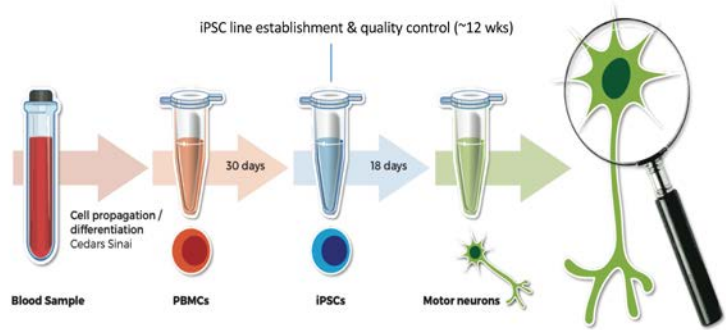 iPSC line establishment & quality control (~12 wks)
30 days
18 days
Cell propagation /
differentiation
Cedars Sinai
Blood Sample
PBMCs
iPSCs
Motor neurons